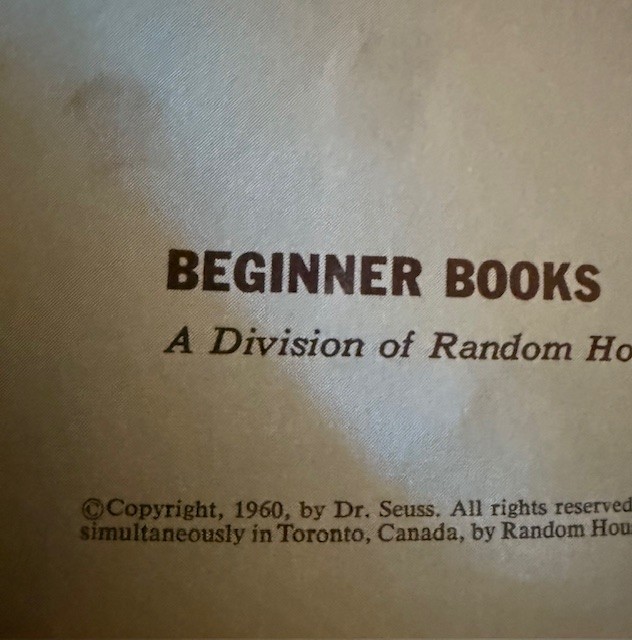 BEGINNER BOOKS
A Division of Random Ho
©Copyright, 1960, by Dr. Seuss. All rights reserved
simultaneously in Toronto, Canada, by Random Hou